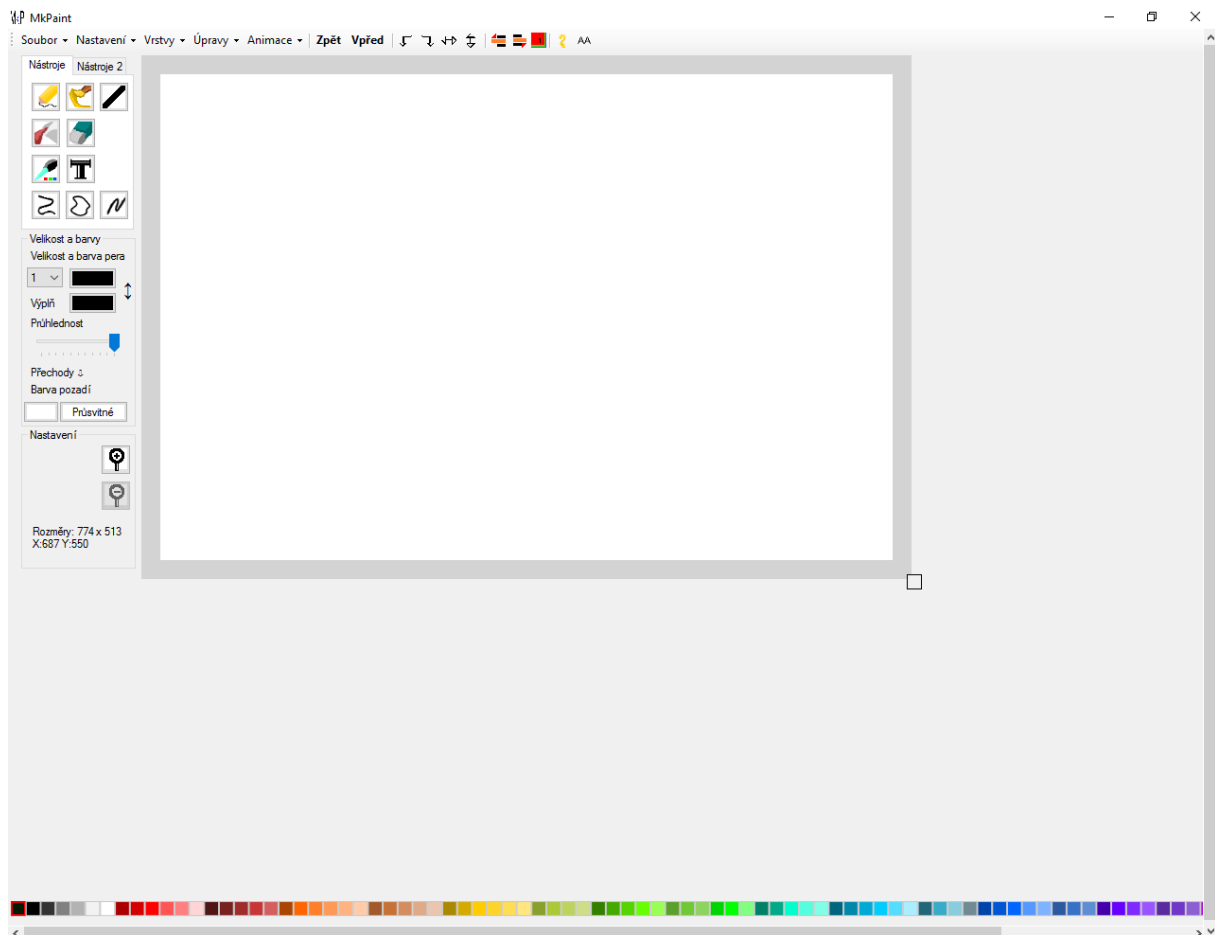 MkPaint
Soubor Nastavení Vrstvy Úpravy Animace Zpět Vpřed AA
Nástroje Nástroje 2
Velikost a barvy
Velikost a barva pera
1
Výplň
Průhlednost
Přechody
Barva pozadí
Průsvitné
Nastavení
Rozměry: 774 x 513
X:687 Y:550